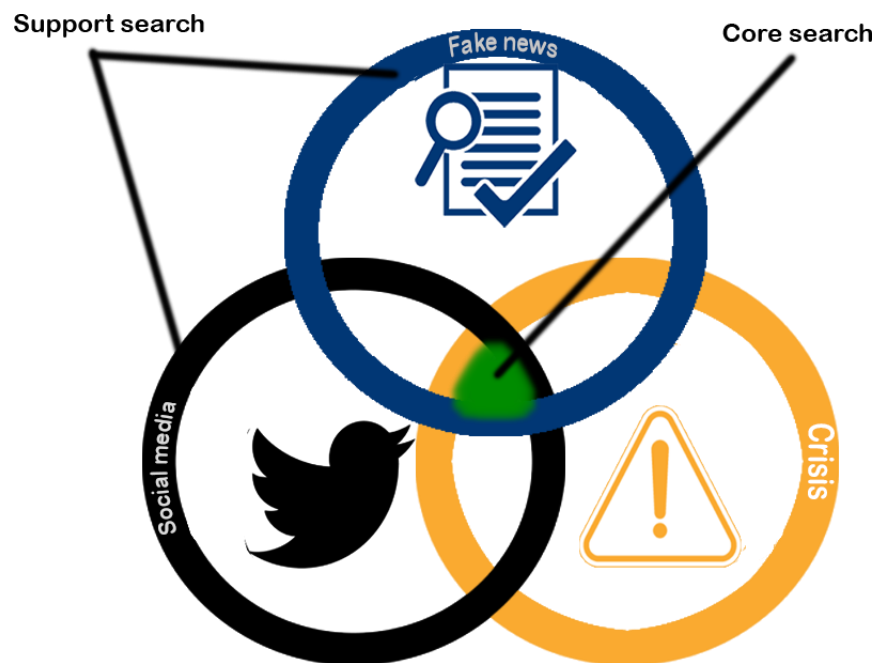 Support search
Core search
Fake news
Social media
Crisis